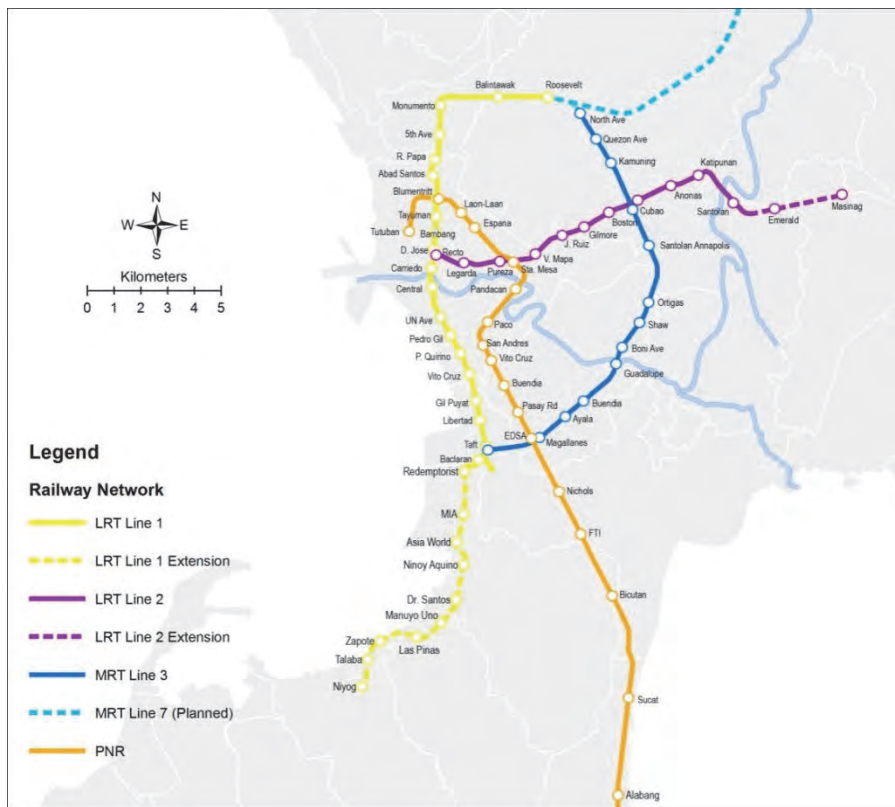 Balintawak
Roosevelt
Monumento
North Ave
5th Ave
Quezon Ave
R. Papa
Kamuning
Katipunan
Abad Santos
Blumentritt
Laon-Laan
Anonas
Masinag
Tayuman
Espana
Cubao
Santolan
Emerald
Tutuban
Bambang
Boston
Gilmore
J. Ruiz
Santolan Annapolis
D. Jose
Recto
V. Mapa
Carriedo
Legarda
Pureza
Sta. Mesa
Central
Pandacan
Ortigas
UN Ave
Paco
Shaw
Pedro Gil
San Andres
Boni Ave
P. Quirino
Vito Cruz
Guadalupe
Vito Cruz
Buendia
Gil Puyat
Buendia
Pasay Rd
Ayala
Libertad
EDSA
Magallanes
Taft
Baclaran
Redemptorist
Nichols
MIA
FTI
Asia World
Ninoy Aquino
Bicutan
Dr. Santos
Manuyo Uno
Zapote
Las Pinas
Talaba
Niyog
Sucat
Alabang
N
W E
S
Kilometers
0 1 2 3 4 5
Legend
Railway Network
LRT Line 1
LRT Line 1 Extension
LRT Line 2
LRT Line 2 Extension
MRT Line 3
MRT Line 7 (Planned)
PNR